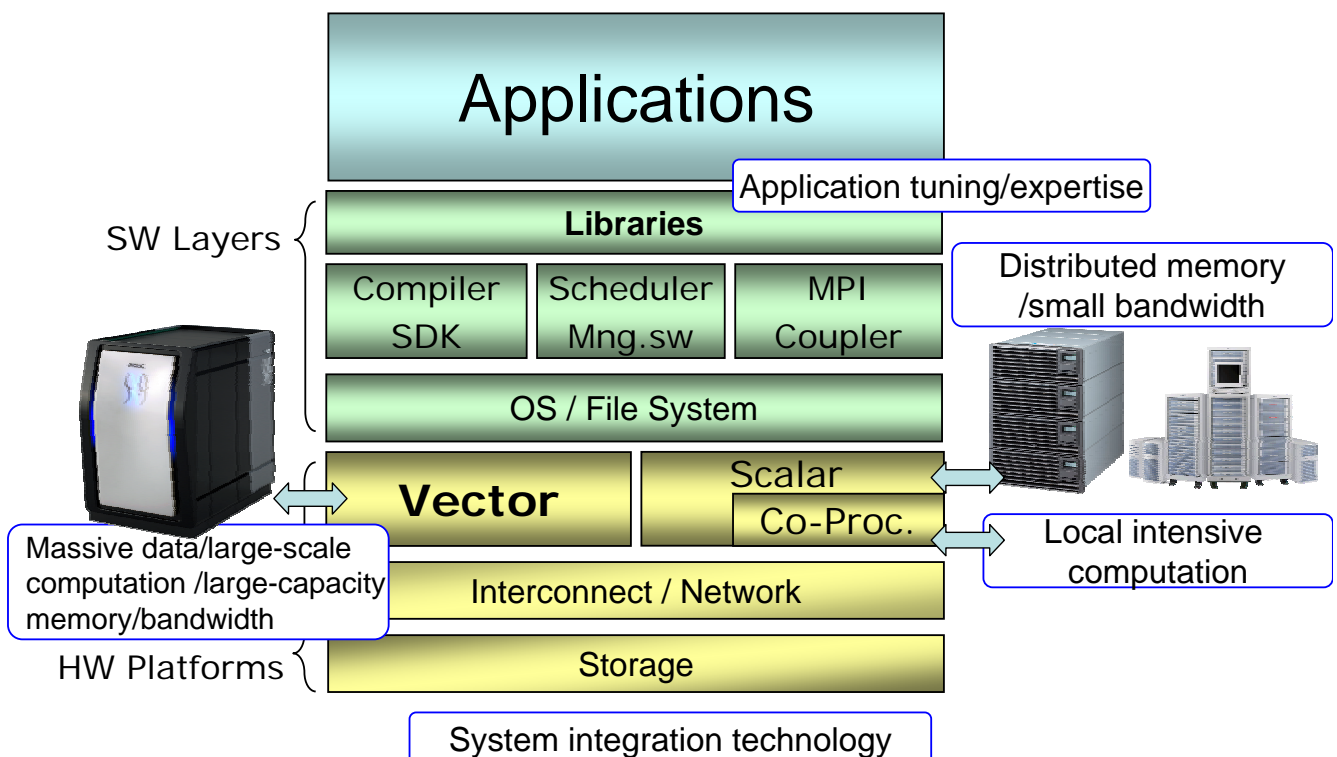 Applications
Application tuning/expertise
SW Layers
Libraries
Compiler
SDK
Scheduler
Mng.sw
MPI
Coupler
Distributed memory
/small bandwidth
OS / File System
Vector
Scalar
Co-Proc.
Massive data/large-scale
computation /large-capacity
memory/bandwidth
Local intensive
computation
Interconnect / Network
HW Platforms
Storage
System integration technology